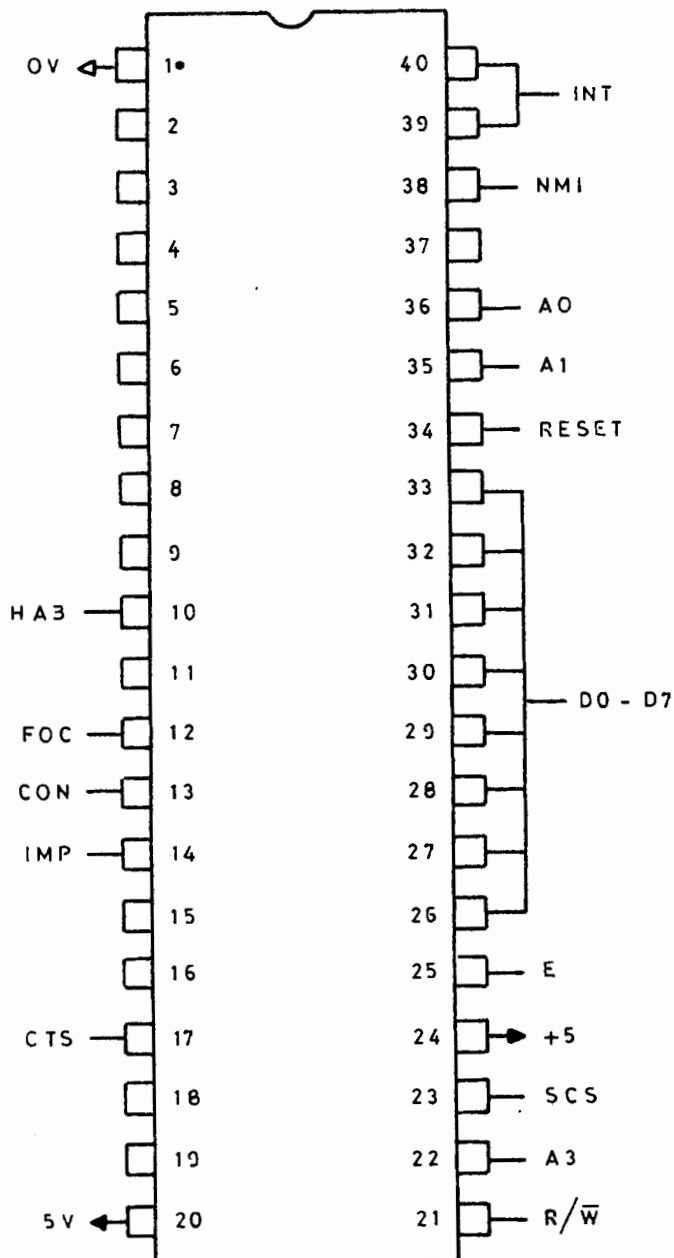 0V 1 40
INT
2 39
3 38 NMI
4 37
5 36 A0
6 35 A1
7 34 RESET
8 33
9 32
HA3 10 31
11 30
D0 - D7
FOC 12 29
CON 13 28
IMP 14 27
15 26
16 25 E
CTS 17 24 +5
18 23 SCS
19 22 A3
5V 20 21 R/W̅